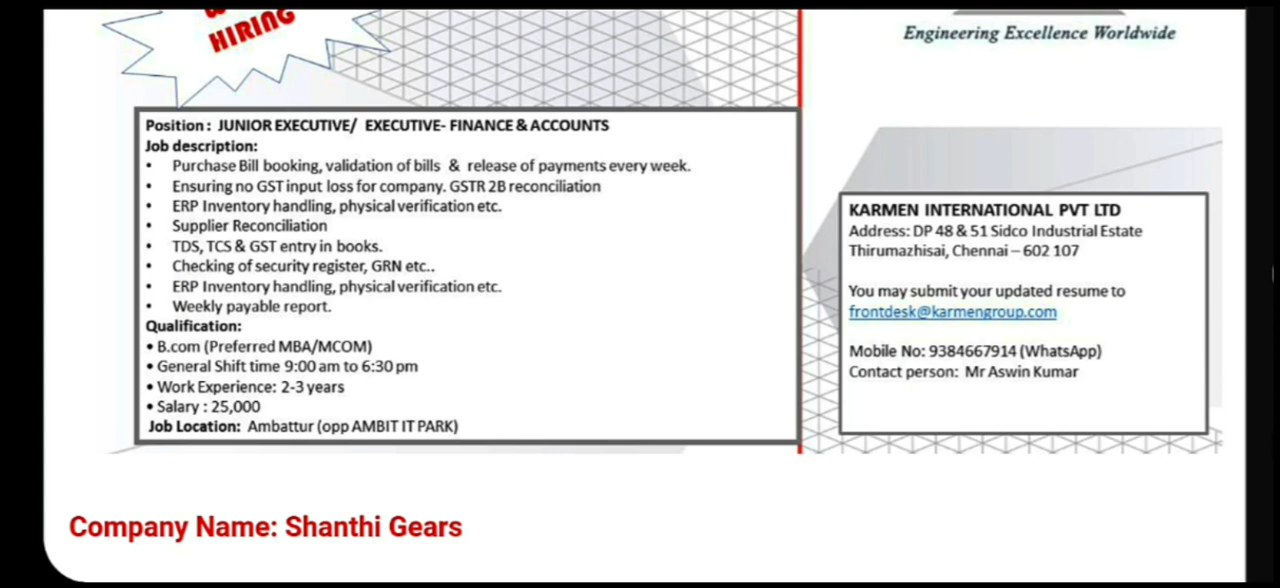 HIRING
Engineering Excellence Worldwide
Position : JUNIOR EXECUTIVE/ EXECUTIVE- FINANCE & ACCOUNTS
Job description:
• Purchase Bill booking, validation of bills & release of payments every week.
• Ensuring no GST input loss for company. GSTR 2B reconciliation
• ERP Inventory handling, physical verification etc.
• Supplier Reconciliation
• TDS, TCS & GST entry in books.
• Checking of security register, GRN etc..
• ERP Inventory handling, physical verification etc.
• Weekly payable report.
Qualification:
• B.com (Preferred MBA/MCOM)
• General Shift time 9:00 am to 6:30 pm
• Work Experience: 2-3 years
• Salary : 25,000
Job Location: Ambattur (opp AMBIT IT PARK)
KARMEN INTERNATIONAL PVT LTD
Address: DP 48 & 51 Sidco Industrial Estate
Thirumazhisai, Chennai – 602 107
You may submit your updated resume to
frontdesk@karmengroup.com
Mobile No: 9384667914 (WhatsApp)
Contact person: Mr Aswin Kumar
Company Name: Shanthi Gears